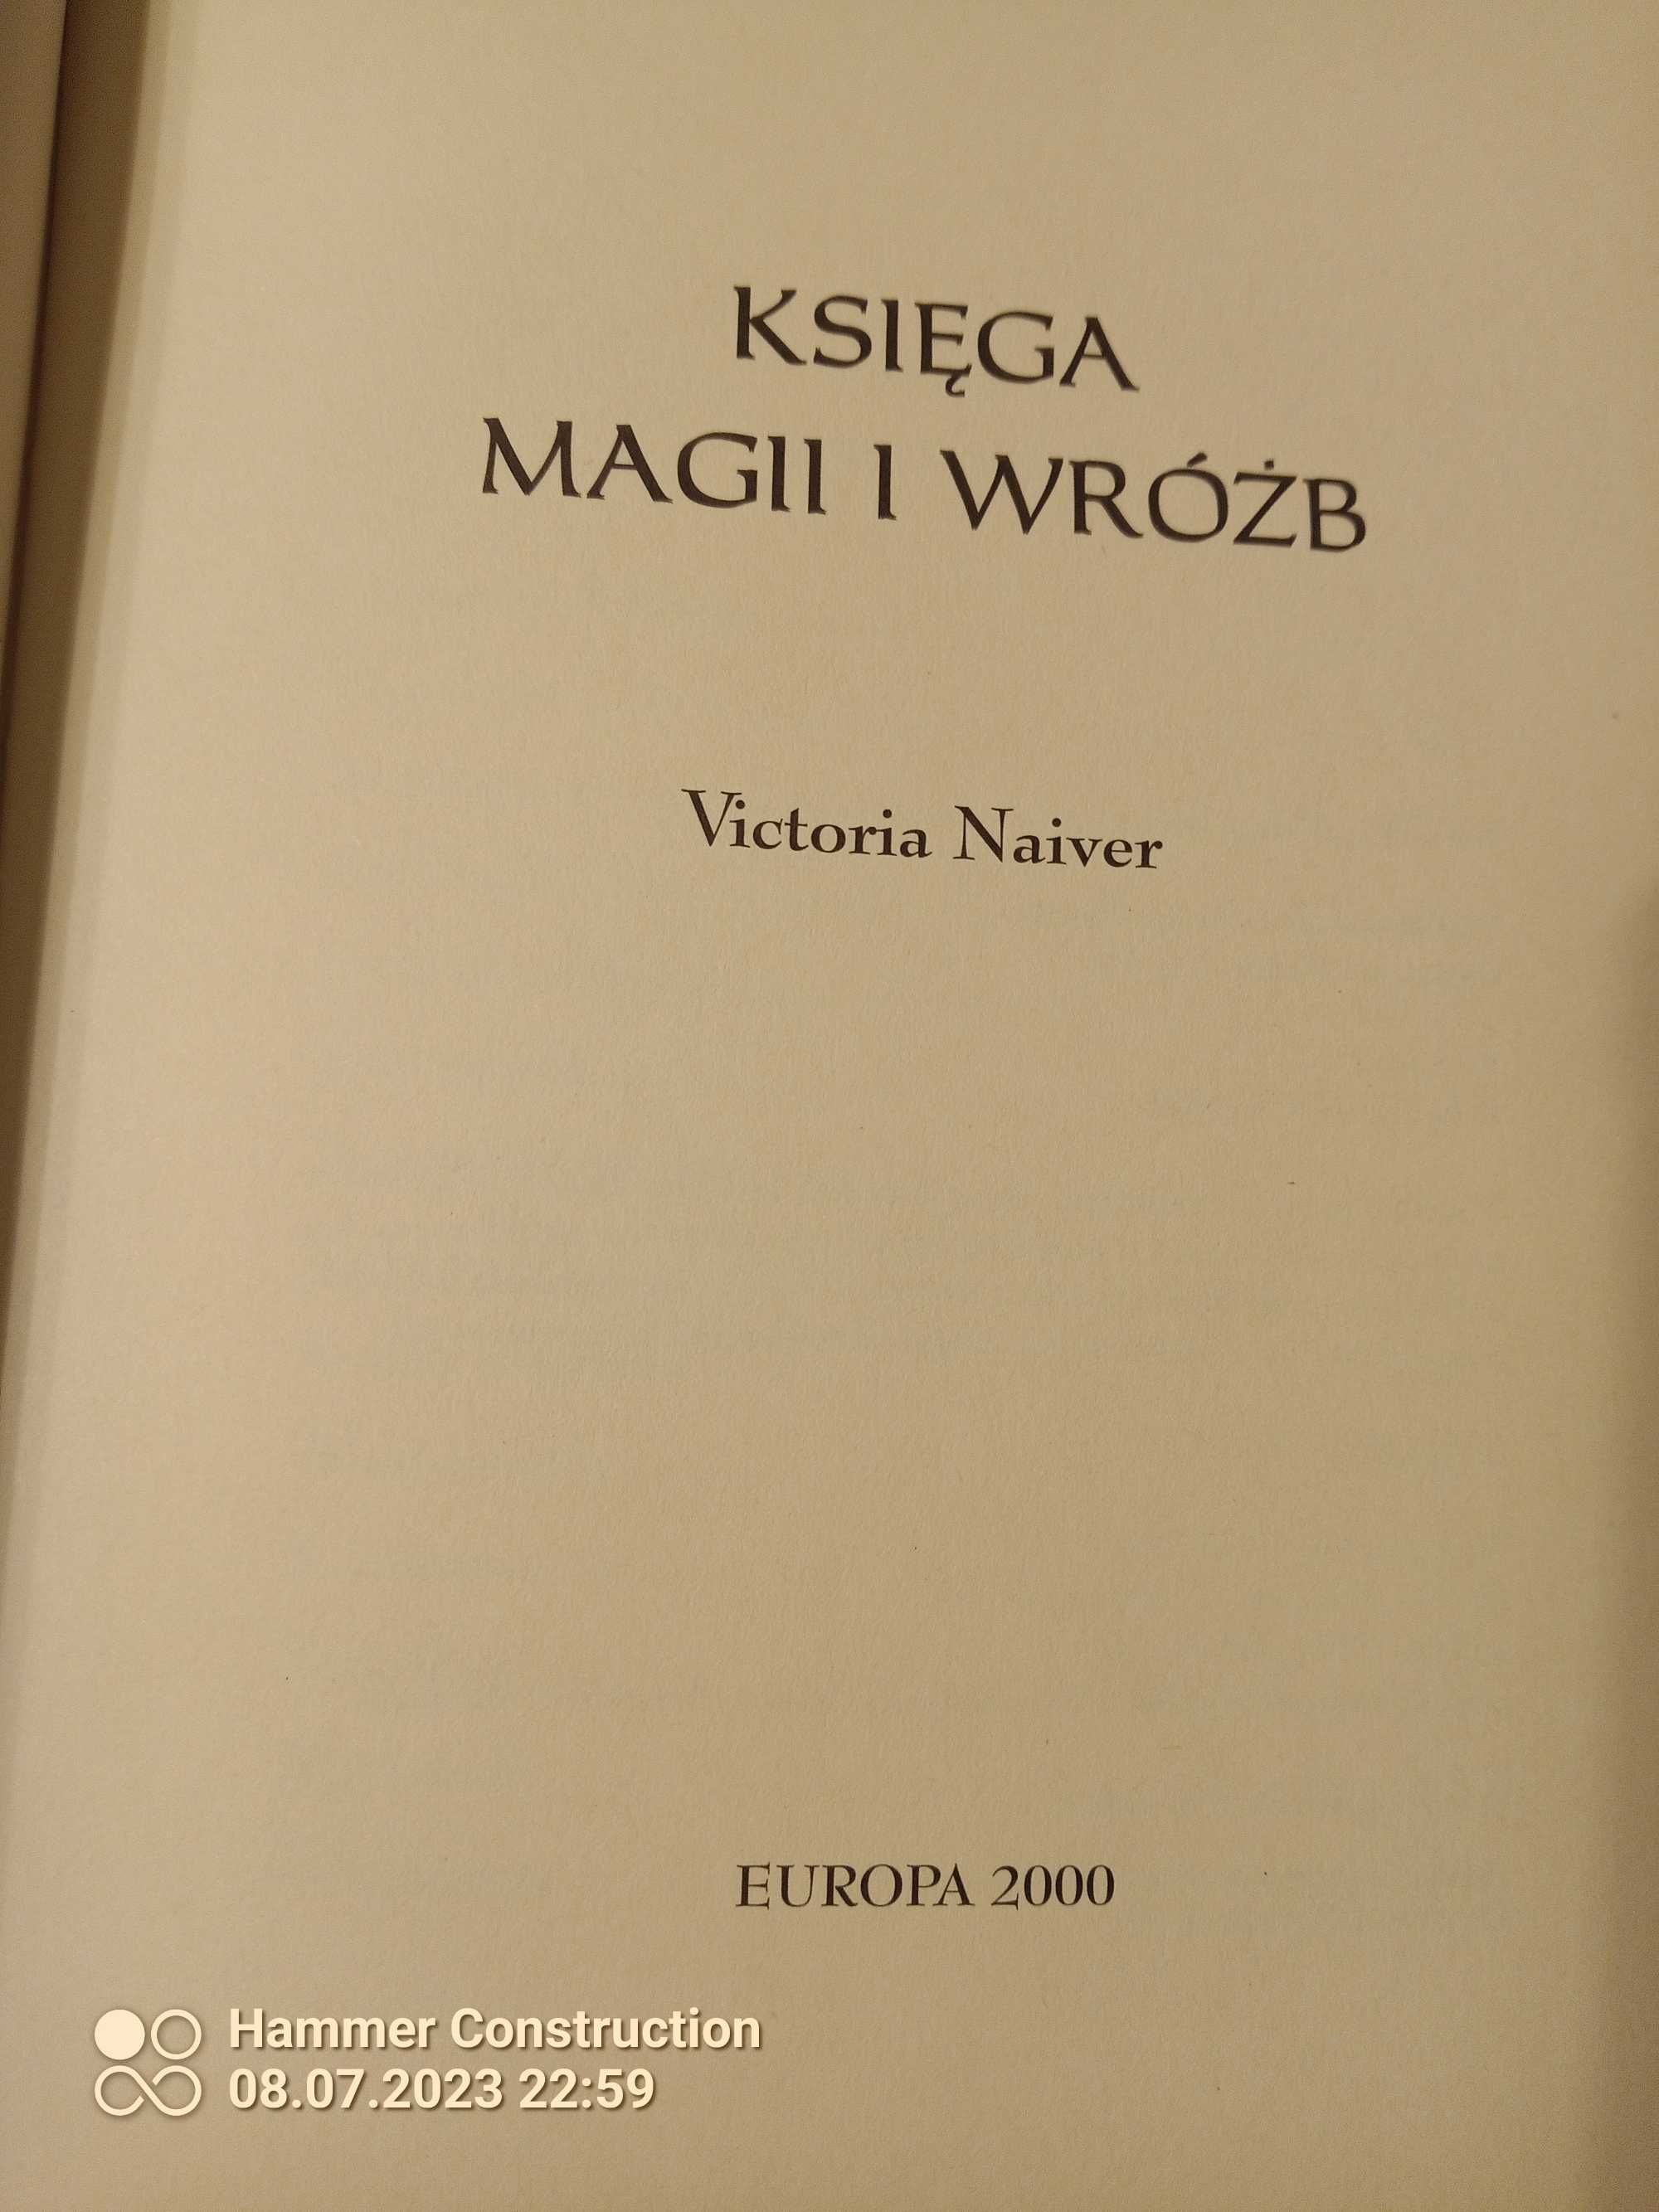 KSIĘGA
MAGII I WRÓŻB
Victoria Naiver
EUROPA 2000
Hammer Construction
08.07.2023 22:59